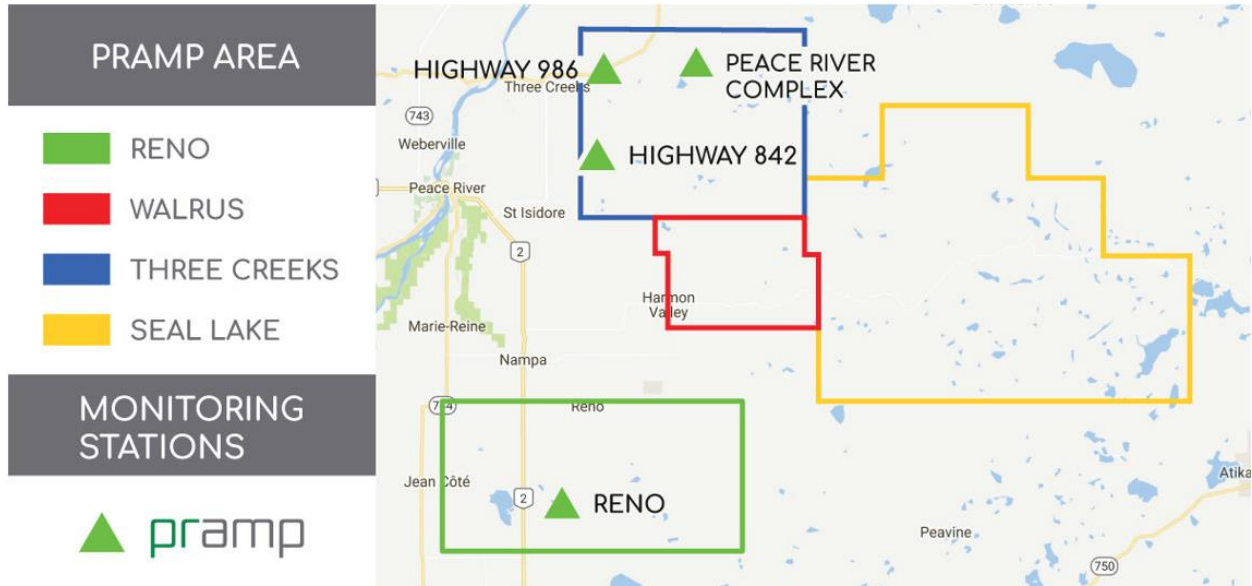 PRAMP AREA
RENO
WALRUS
THREE CREEKS
SEAL LAKE
MONITORING
STATIONS
pramp
HIGHWAY 986
Three Creeks
PEACE RIVER
COMPLEX
743
Weberville
HIGHWAY 842
Peace River
St Isidore
2
Harmon
Valley
Marie-Reine
Nampa
744
Reno
Jean Côté
2
RENO
Atika
Peavine
750